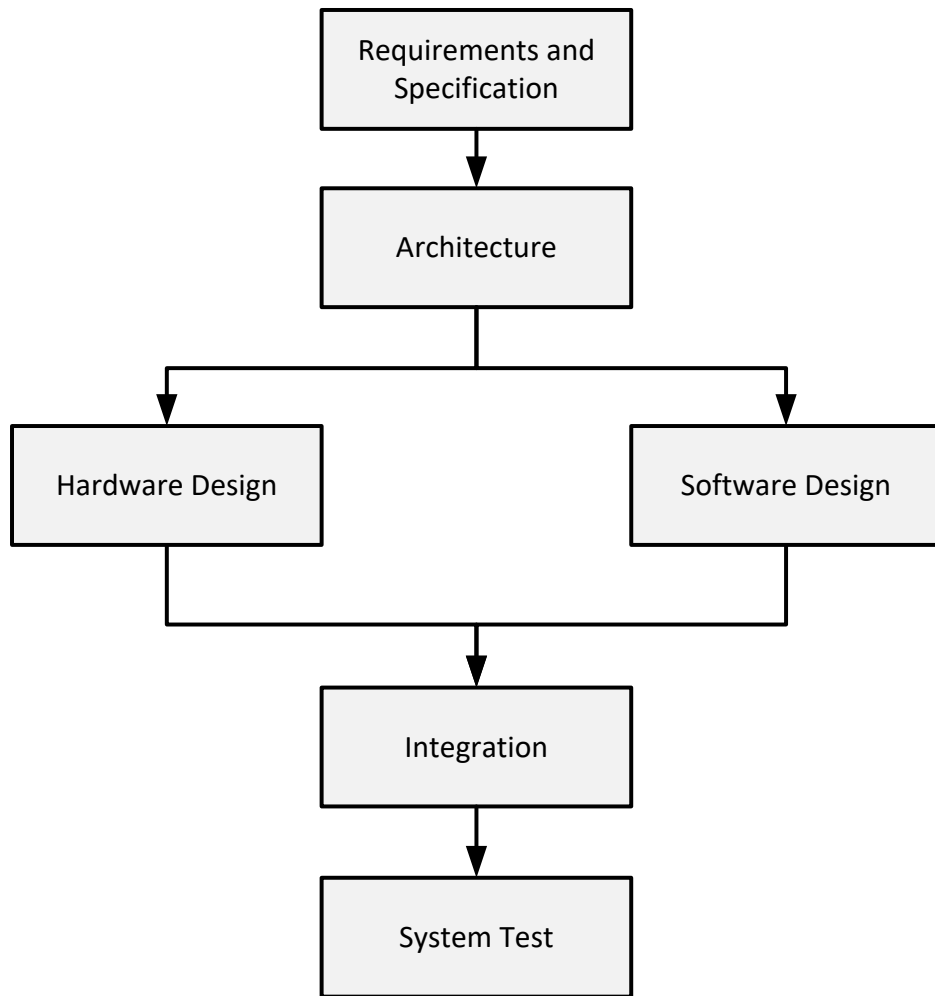 Requirements and
Specification
Architecture
Hardware Design
Software Design
Integration
System Test